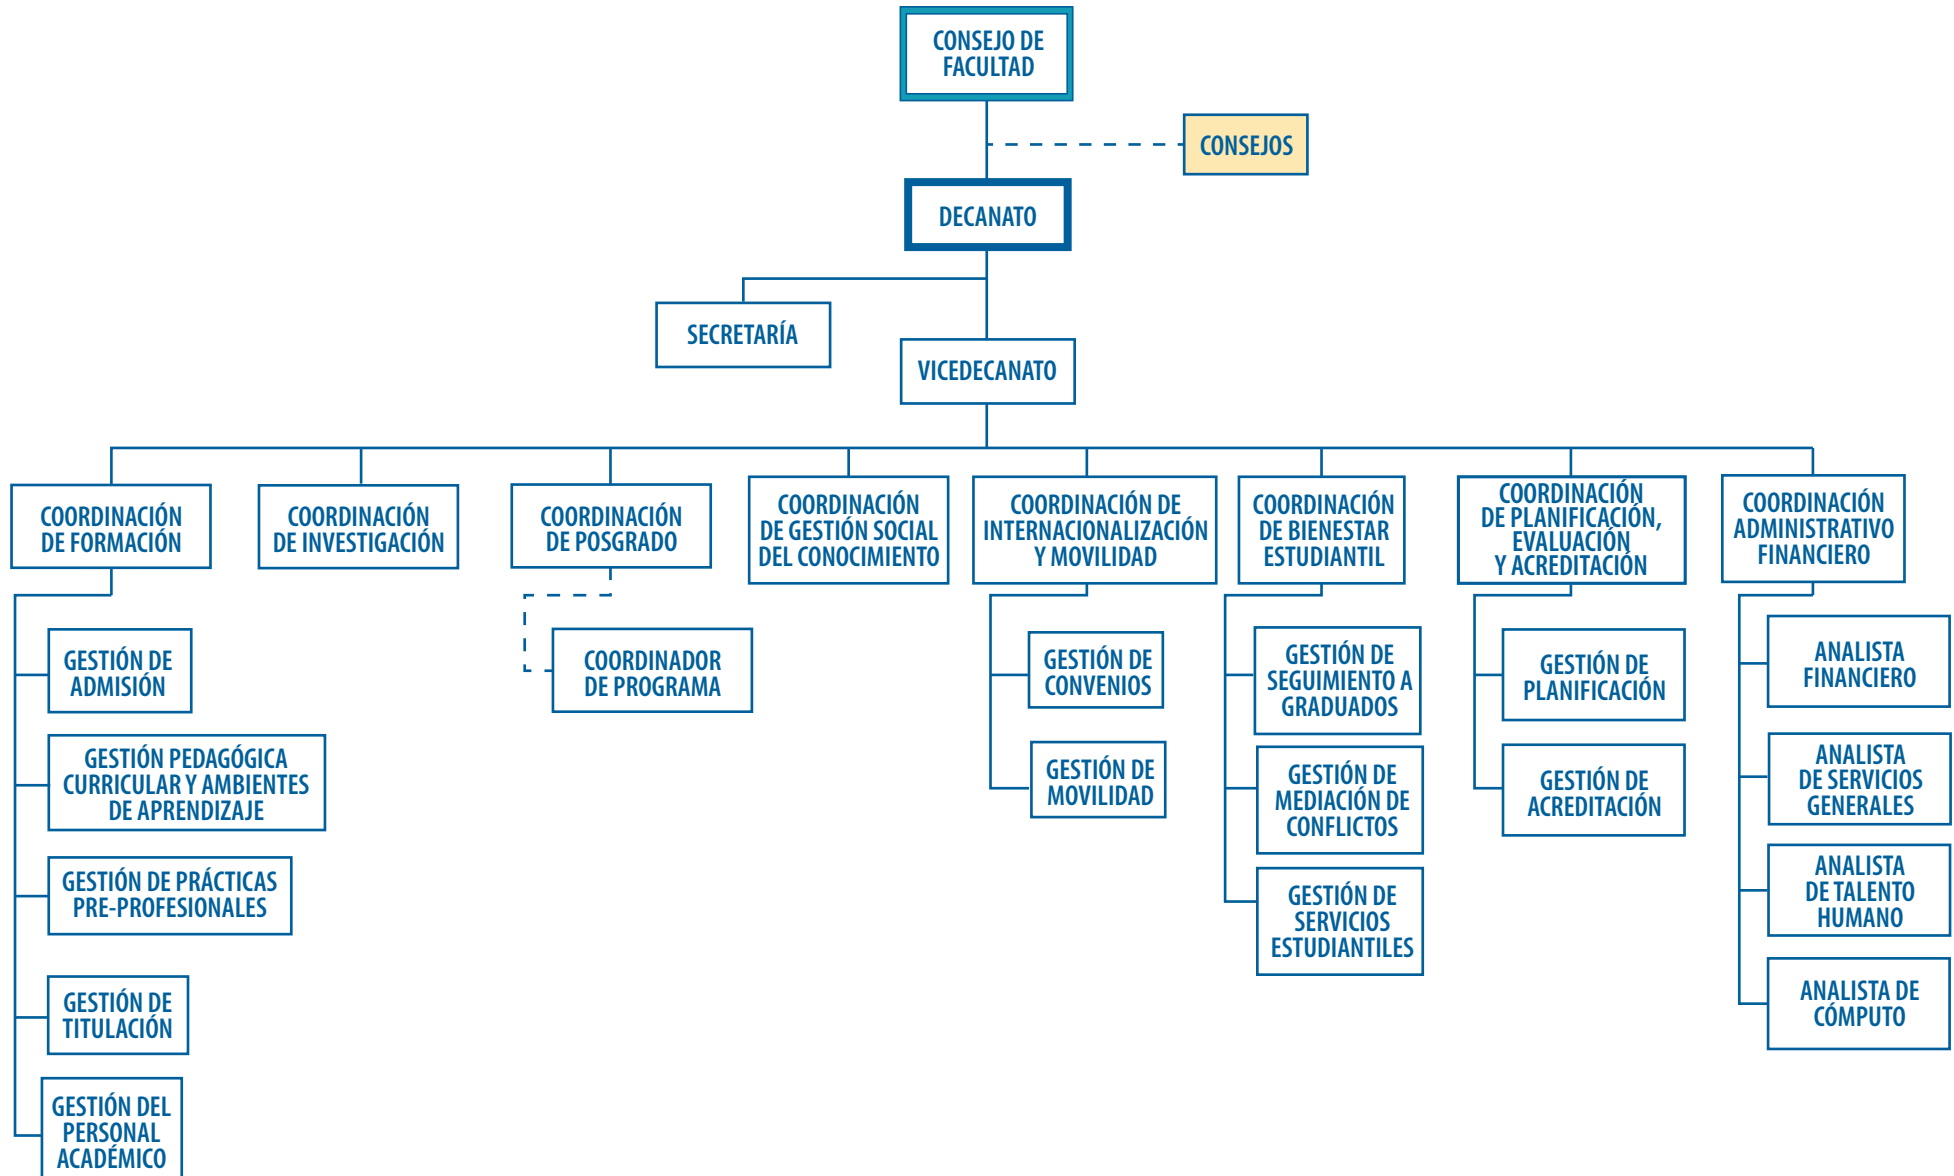 CONSEJO DE
FACULTAD
CONSEJOS
DECANATO
SECRETARÍA
VICEDECANATO
COORDINACIÓN
DE FORMACIÓN
COORDINACIÓN
DE INVESTIGACIÓN
COORDINACIÓN
DE POSGRADO
COORDINACIÓN
DE GESTIÓN SOCIAL
DEL CONOCIMIENTO
COORDINACIÓN DE
INTERNACIONALIZACIÓN
Y MOVILIDAD
COORDINACIÓN
DE BIENESTAR
ESTUDIANTIL
COORDINACIÓN
DE PLANIFICACIÓN,
EVALUACIÓN
Y ACREDITACIÓN
COORDINACIÓN
ADMINISTRATIVO
FINANCIERO
GESTIÓN DE
ADMISIÓN
GESTIÓN PEDAGÓGICA
CURRICULAR Y AMBIENTES
DE APRENDIZAJE
GESTIÓN DE PRÁCTICAS
PRE-PROFESIONALES
GESTIÓN DE
TITULACIÓN
GESTIÓN DEL
PERSONAL
ACADÉMICO
COORDINADOR
DE PROGRAMA
GESTIÓN DE
CONVENIOS
GESTIÓN DE
MOVILIDAD
GESTIÓN DE
SEGUIMIENTO A
GRADUADOS
GESTIÓN DE
MEDIACIÓN DE
CONFLICTOS
GESTIÓN DE
SERVICIOS
ESTUDIANTILES
GESTIÓN DE
PLANIFICACIÓN
GESTIÓN DE
ACREDITACIÓN
ANALISTA
FINANCIERO
ANALISTA
DE SERVICIOS
GENERALES
ANALISTA
DE TALENTO
HUMANO
ANALISTA DE
CÓMPUTO